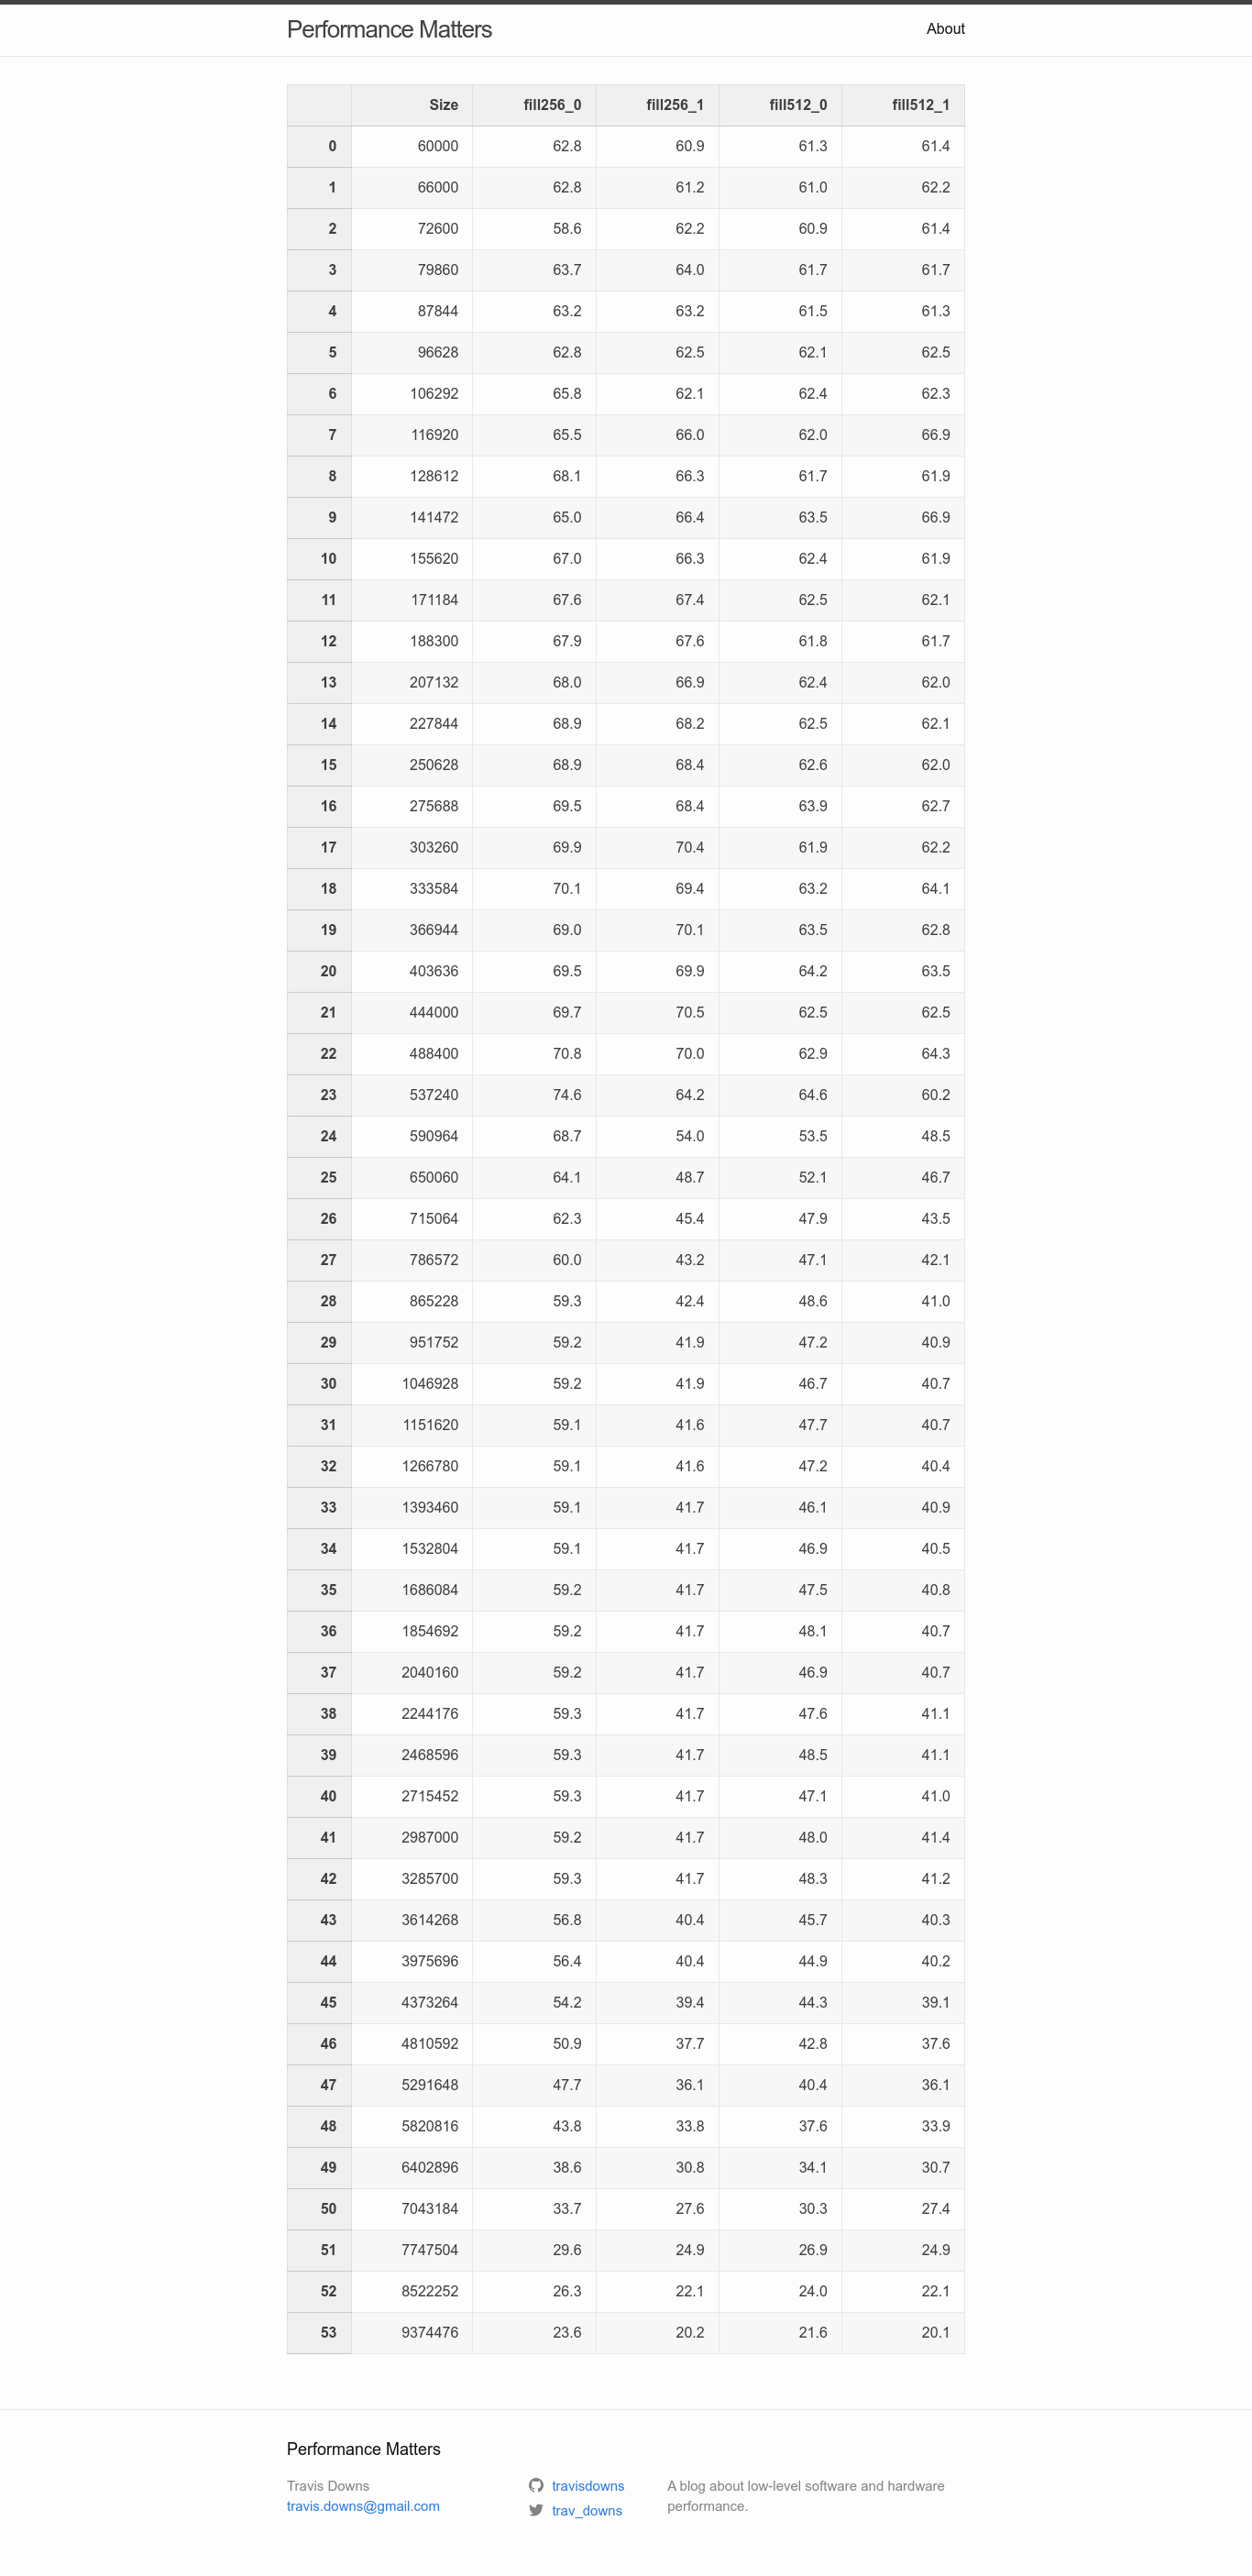 Performance Matters
About
Size fill256_0 fill256_1 fill512_0 fill512_1
0 60000 62.8 60.9 61.3 61.4
1 66000 62.8 61.2 61.0 62.2
2 72600 58.6 62.2 60.9 61.4
3 79860 63.7 64.0 61.7 61.7
4 87844 63.2 63.2 61.5 61.3
5 96628 62.8 62.5 62.1 62.5
6 106292 65.8 62.1 62.4 62.3
7 116920 65.5 66.0 62.0 66.9
8 128612 68.1 66.3 61.7 61.9
9 141472 65.0 66.4 63.5 66.9
10 155620 67.0 66.3 62.4 61.9
11 171184 67.6 67.4 62.5 62.1
12 188300 67.9 67.6 61.8 61.7
13 207132 68.0 66.9 62.4 62.0
14 227844 68.9 68.2 62.5 62.1
15 250628 68.9 68.4 62.6 62.0
16 275688 69.5 68.4 63.9 62.7
17 303260 69.9 70.4 61.9 62.2
18 333584 70.1 69.4 63.2 64.1
19 366944 69.0 70.1 63.5 62.8
20 403636 69.5 69.9 64.2 63.5
21 444000 69.7 70.5 62.5 62.5
22 488400 70.8 70.0 62.9 64.3
23 537240 74.6 64.2 64.6 60.2
24 590964 68.7 54.0 53.5 48.5
25 650060 64.1 48.7 52.1 46.7
26 715064 62.3 45.4 47.9 43.5
27 786572 60.0 43.2 47.1 42.1
28 865228 59.3 42.4 48.6 41.0
29 951752 59.2 41.9 47.2 40.9
30 1046928 59.2 41.9 46.7 40.7
31 1151620 59.1 41.6 47.7 40.7
32 1266780 59.1 41.6 47.2 40.4
33 1393460 59.1 41.7 46.1 40.9
34 1532804 59.1 41.7 46.9 40.5
35 1686084 59.2 41.7 47.5 40.8
36 1854692 59.2 41.7 48.1 40.7
37 2040160 59.2 41.7 46.9 40.7
38 2244176 59.3 41.7 47.6 41.1
39 2468596 59.3 41.7 48.5 41.1
40 2715452 59.3 41.7 47.1 41.0
41 2987000 59.2 41.7 48.0 41.4
42 3285700 59.3 41.7 48.3 41.2
43 3614268 56.8 40.4 45.7 40.3
44 3975696 56.4 40.4 44.9 40.2
45 4373264 54.2 39.4 44.3 39.1
46 4810592 50.9 37.7 42.8 37.6
47 5291648 47.7 36.1 40.4 36.1
48 5820816 43.8 33.8 37.6 33.9
49 6402896 38.6 30.8 34.1 30.7
50 7043184 33.7 27.6 30.3 27.4
51 7747504 29.6 24.9 26.9 24.9
52 8522252 26.3 22.1 24.0 22.1
53 9374476 23.6 20.2 21.6 20.1
Performance Matters
Travis Downs
travis.downs@gmail.com
travisdowns
trav_downs
A blog about low-level software and hardware
performance.